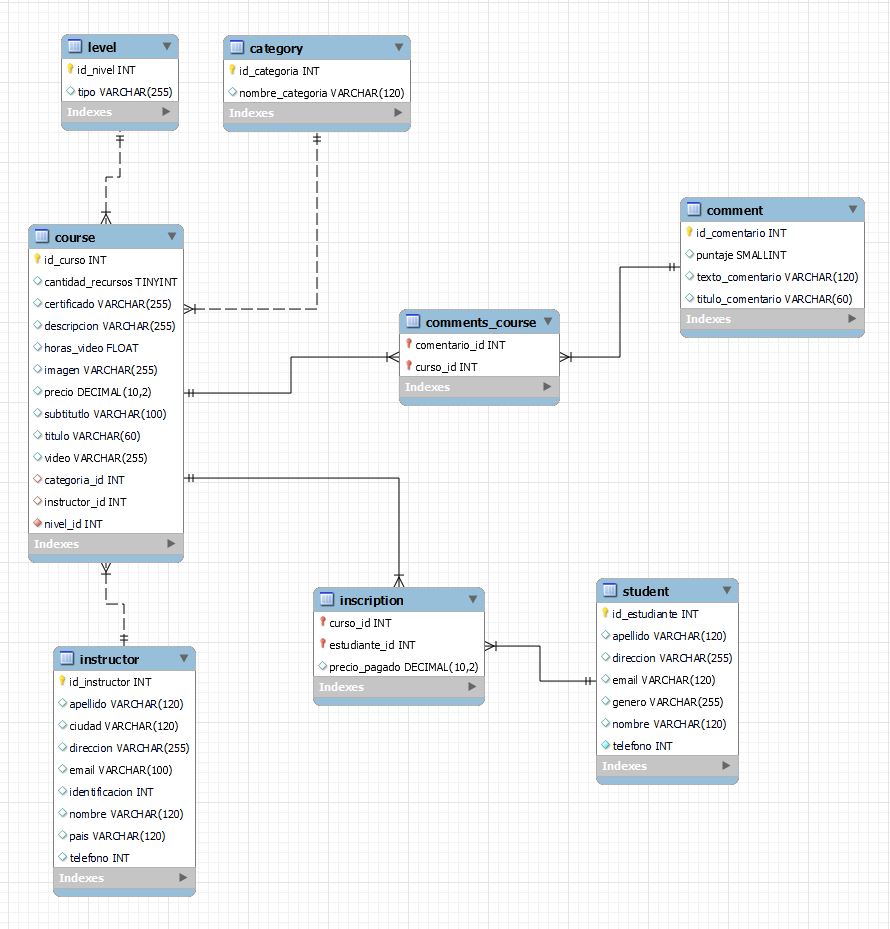 level
id_nivel INT
tipo VARCHAR(255)
Indexes
category
id_categoria INT
nombre_categoria VARCHAR(120)
Indexes
course
id_curso INT
cantidad_recursos TINYINT
certificado VARCHAR(255)
descripcion VARCHAR(255)
horas_video FLOAT
imagen VARCHAR(255)
precio DECIMAL(10,2)
subtitutlo VARCHAR(100)
titulo VARCHAR(60)
video VARCHAR(255)
categoria_id INT
instructor_id INT
nivel_id INT
Indexes
comment
id_comentario INT
puntaje SMALLINT
texto_comentario VARCHAR(120)
titulo_comentario VARCHAR(60)
Indexes
comments_course
comentario_id INT
curso_id INT
Indexes
inscription
curso_id INT
estudiante_id INT
precio_pagado DECIMAL(10,2)
Indexes
student
id_estudiante INT
apellido VARCHAR(120)
direccion VARCHAR(255)
email VARCHAR(120)
genero VARCHAR(255)
nombre VARCHAR(120)
telefono INT
Indexes
instructor
id_instructor INT
apellido VARCHAR(120)
ciudad VARCHAR(120)
direccion VARCHAR(255)
email VARCHAR(100)
identificacion INT
nombre VARCHAR(120)
pais VARCHAR(120)
telefono INT
Indexes